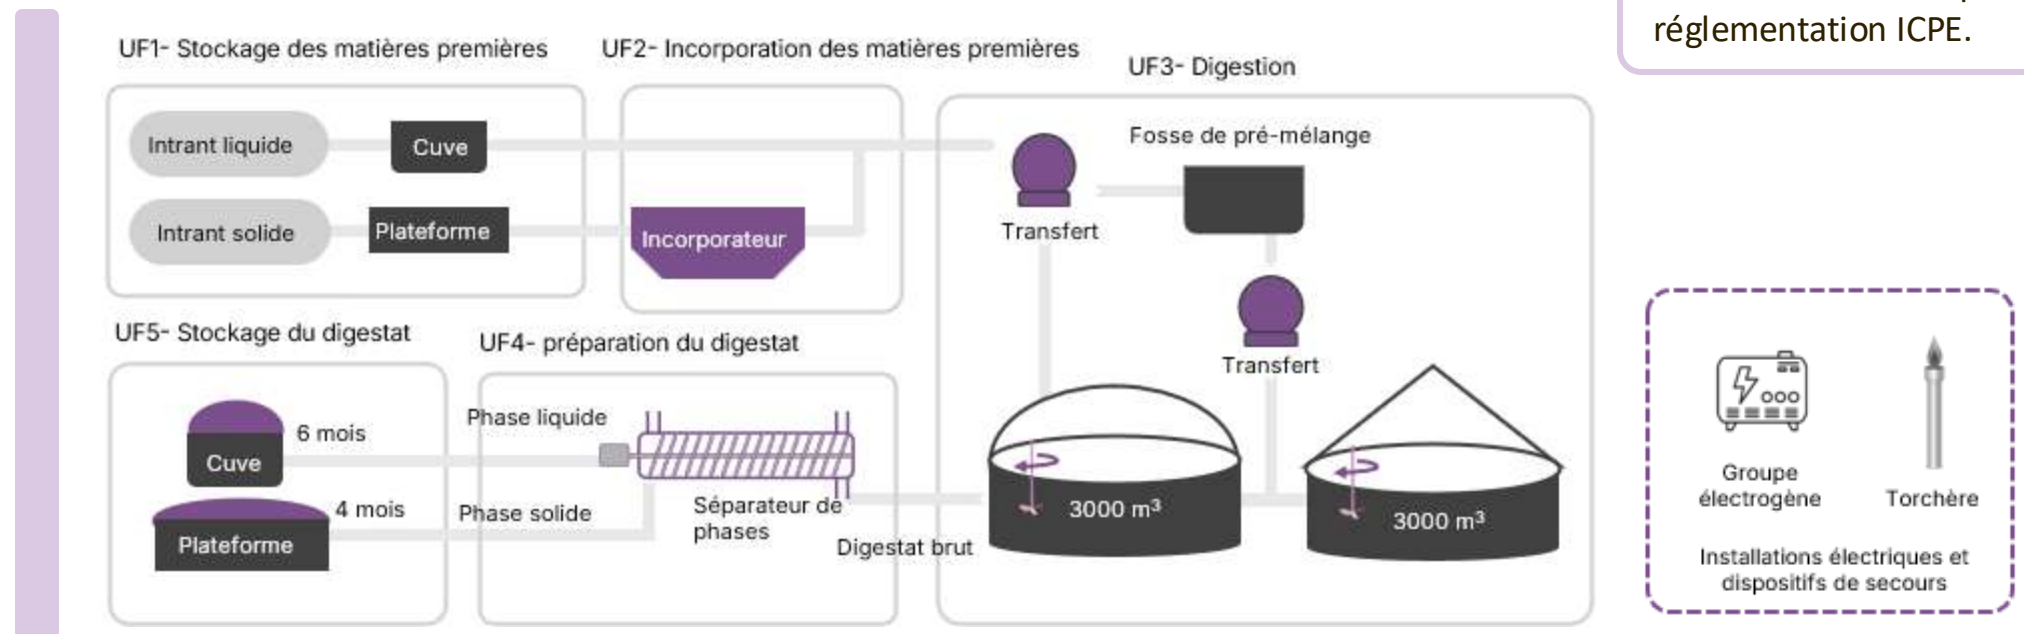 réglementation ICPE.
UF1- Stockage des matières premières
UF2- Incorporation des matières premières
UF3- Digestion
Intrant liquide
Cuve
Fosse de pré-mélange
Intrant solide
Plateforme
Incorporateur
Transfert
Transfert
UF5- Stockage du digestat
UF4- préparation du digestat
Phase liquide
6 mois
Cuve
4 mois
Phase solide
Plateforme
Séparateur de
phases
Digestat brut
3000 m³
3000 m³
Groupe
électrogène
Torchère
Installations électriques et
dispositifs de secours